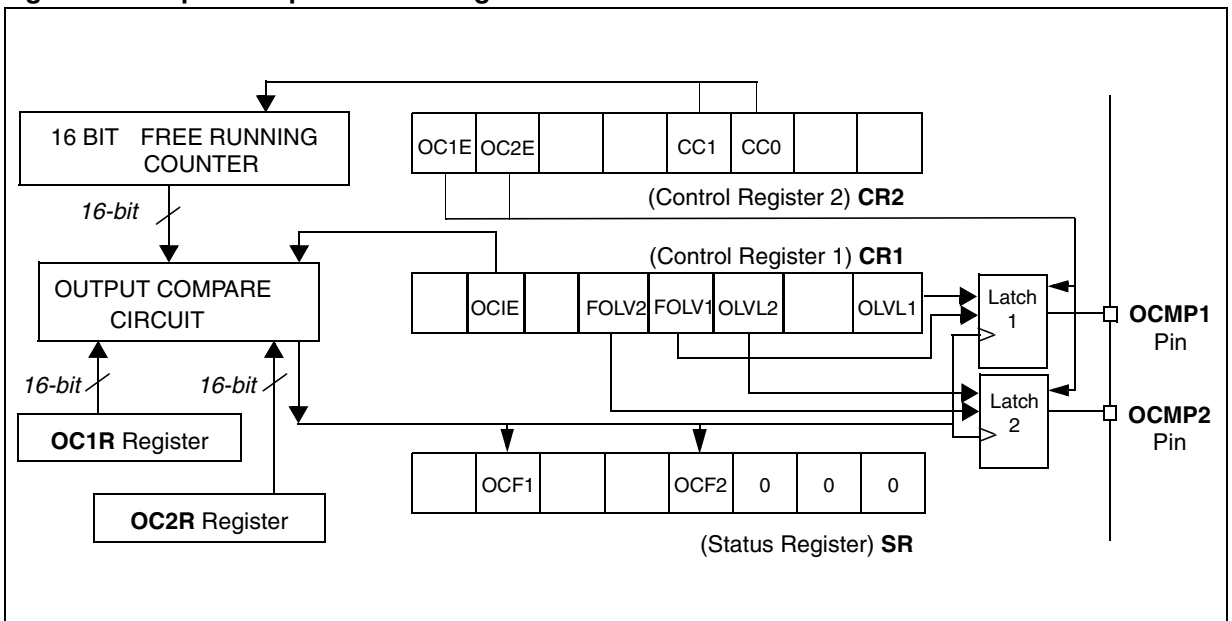 16 BIT FREE RUNNING
COUNTER
OC1E OC2E CC1 CC0
(Control Register 2) CR2
16-bit
(Control Register 1) CR1
OUTPUT COMPARE
CIRCUIT
OCIE FOLV2 FOLV1 OLVL2 OLVL1
Latch
1
OCMP1
Pin
16-bit 16-bit
Latch
2
OCMP2
Pin
OC1R Register
OCF1 OCF2 0 0 0
OC2R Register
(Status Register) SR